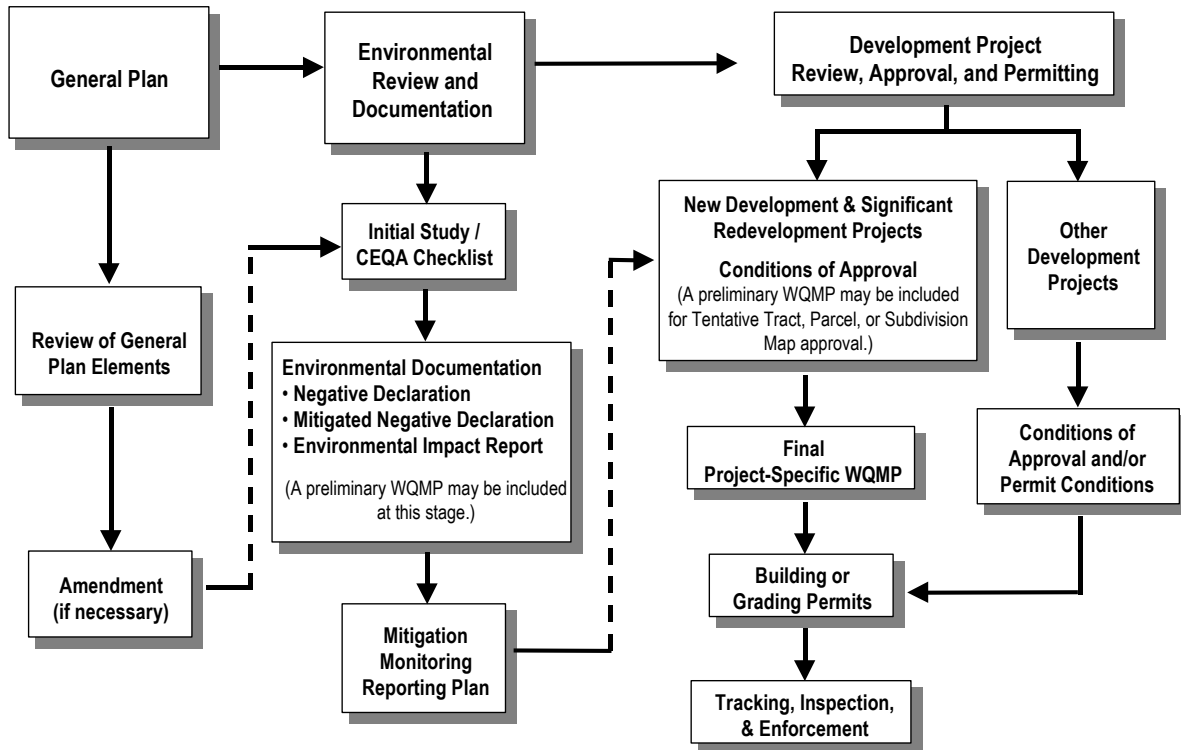 General Plan
Environmental
Review and
Documentation
Development Project
Review, Approval, and Permitting
Review of General
Plan Elements
Amendment
(if necessary)
Initial Study /
CEQA Checklist
Environmental Documentation
• Negative Declaration
• Mitigated Negative Declaration
• Environmental Impact Report
(A preliminary WQMP may be included
at this stage.)
Mitigation
Monitoring
Reporting Plan
New Development & Significant
Redevelopment Projects
Conditions of Approval
(A preliminary WQMP may be included
for Tentative Tract, Parcel, or Subdivision
Map approval.)
Final
Project-Specific WQMP
Other
Development
Projects
Conditions of
Approval and/or
Permit Conditions
Building or
Grading Permits
Tracking, Inspection,
& Enforcement